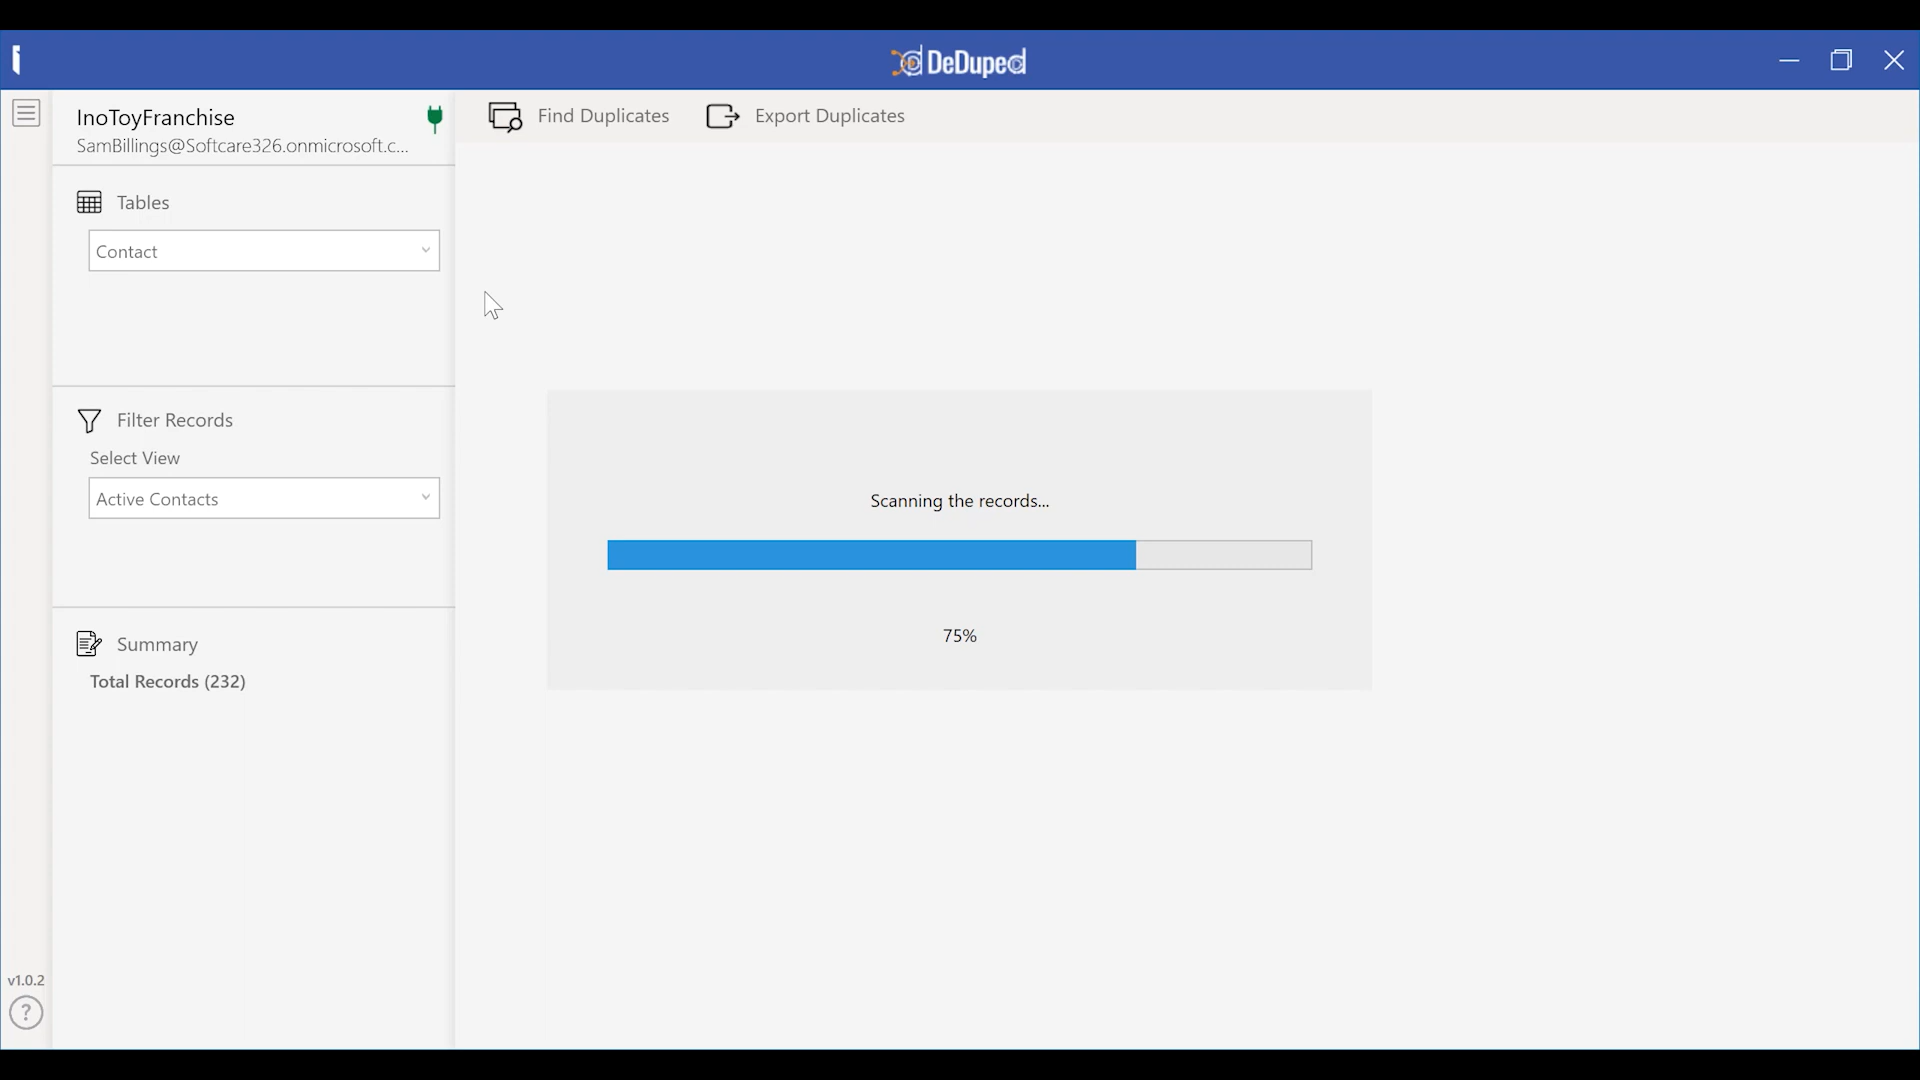 DeDuped
InoToyFranchise
SamBillings@Softcare326.onmicrosoft.c...
Find Duplicates
Export Duplicates
Tables
Contact
Filter Records
Select View
Active Contacts
Scanning the records...
75%
Summary
Total Records (232)
v1.0.2
?